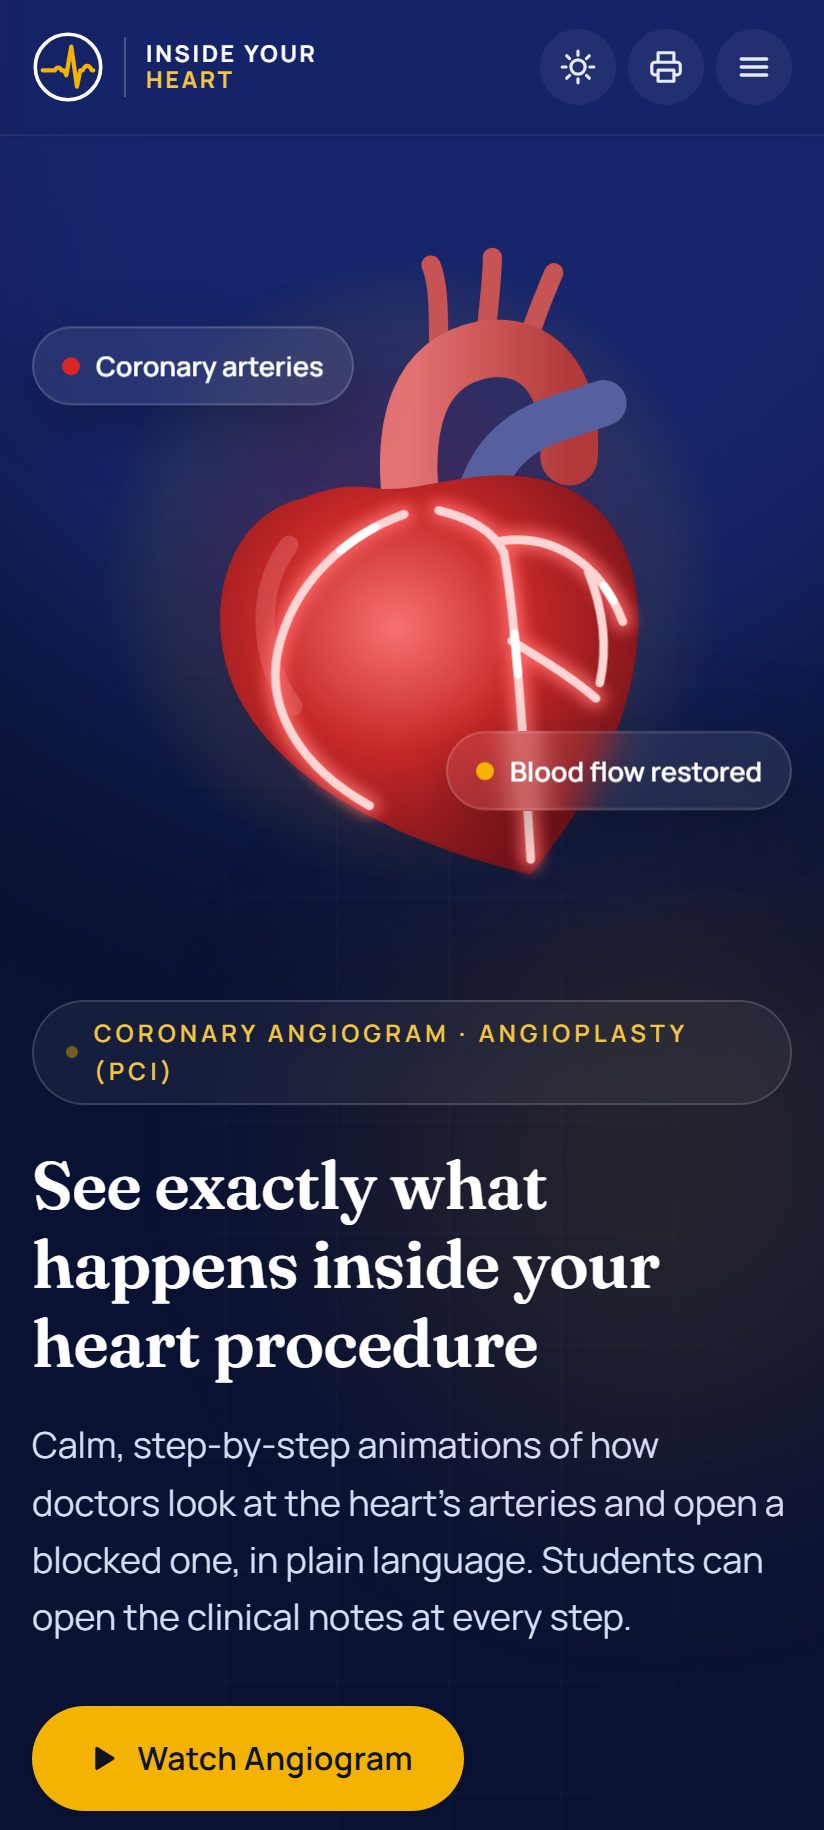 INSIDE YOUR
HEART
Coronary arteries
Blood flow restored
CORONARY ANGIOGRAM · ANGIOPLASTY
(PCI)
See exactly what
happens inside your
heart procedure
Calm, step-by-step animations of how
doctors look at the heart’s arteries and open a
blocked one, in plain language. Students can
open the clinical notes at every step.
Watch Angiogram